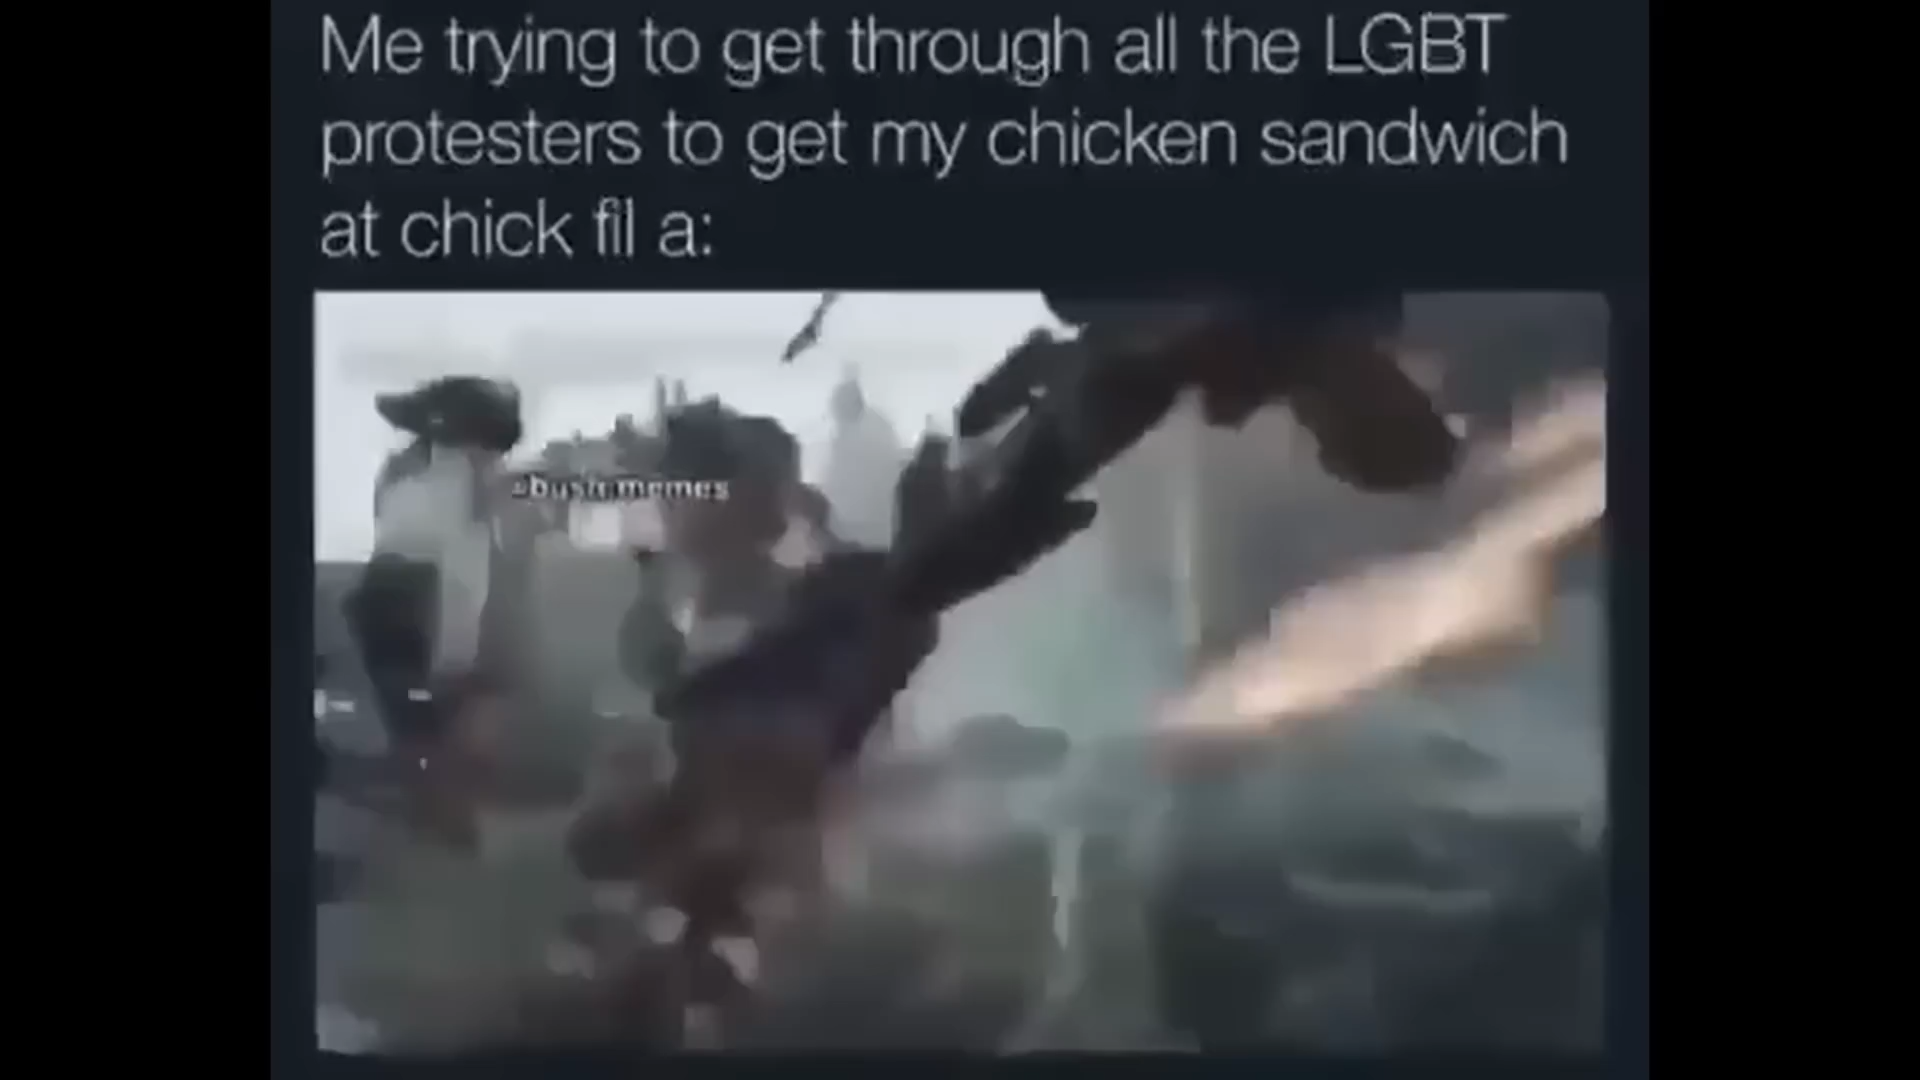 Me trying to get through all the LGBT
protesters to get my chicken sandwich
at chick fil a: